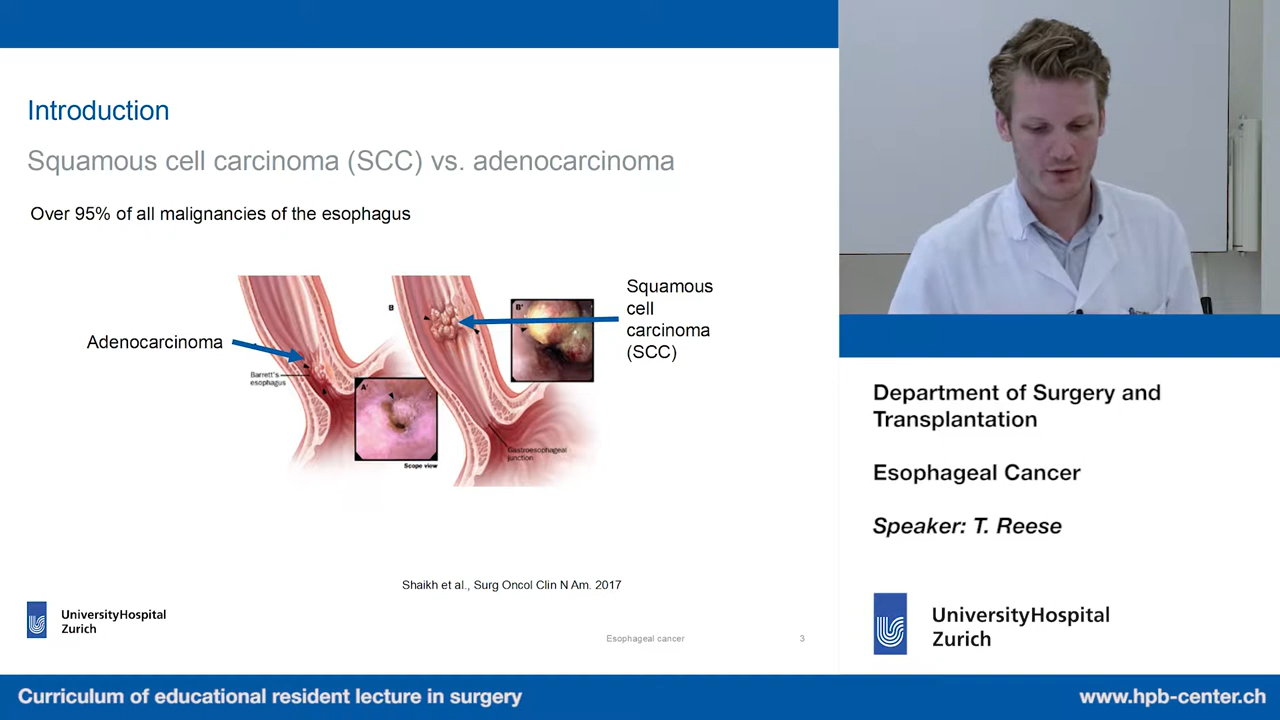 Introduction
Squamous cell carcinoma (SCC) vs. adenocarcinoma
Over 95% of all malignancies of the esophagus
Adenocarcinoma
Barrett's
esophagus
A'
Scope view
B
B'
Gastroesophageal
junction
Squamous
cell
carcinoma
(SCC)
Shaikh et al., Surg Oncol Clin N Am. 2017
UniversityHospital
Zurich
Esophageal cancer
3
Department of Surgery and
Transplantation
Esophageal Cancer
Speaker: T. Reese
UniversityHospital
Zurich
Curriculum of educational resident lecture in surgery
www.hpb-center.ch